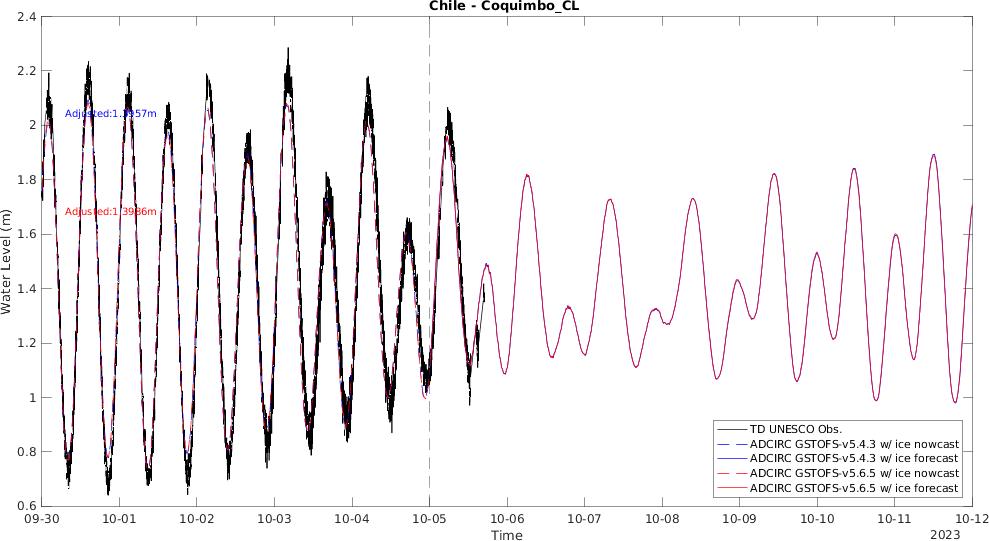 Chile - Coquimbo_CL
2.4
2.2
2
1.8
1.6
1.4
1.2
1
0.8
0.6
Water Level (m)
Adjusted:1.3957m
Adjusted:1.3986m
TD UNESCO Obs.
ADCIRC GSTOFS-v5.4.3 w/ ice nowcast
ADCIRC GSTOFS-v5.4.3 w/ ice forecast
ADCIRC GSTOFS-v5.6.5 w/ ice nowcast
ADCIRC GSTOFS-v5.6.5 w/ ice forecast
09-30 10-01 10-02 10-03 10-04 10-05 10-06 10-07 10-08 10-09 10-10 10-11 10-12
Time
2023